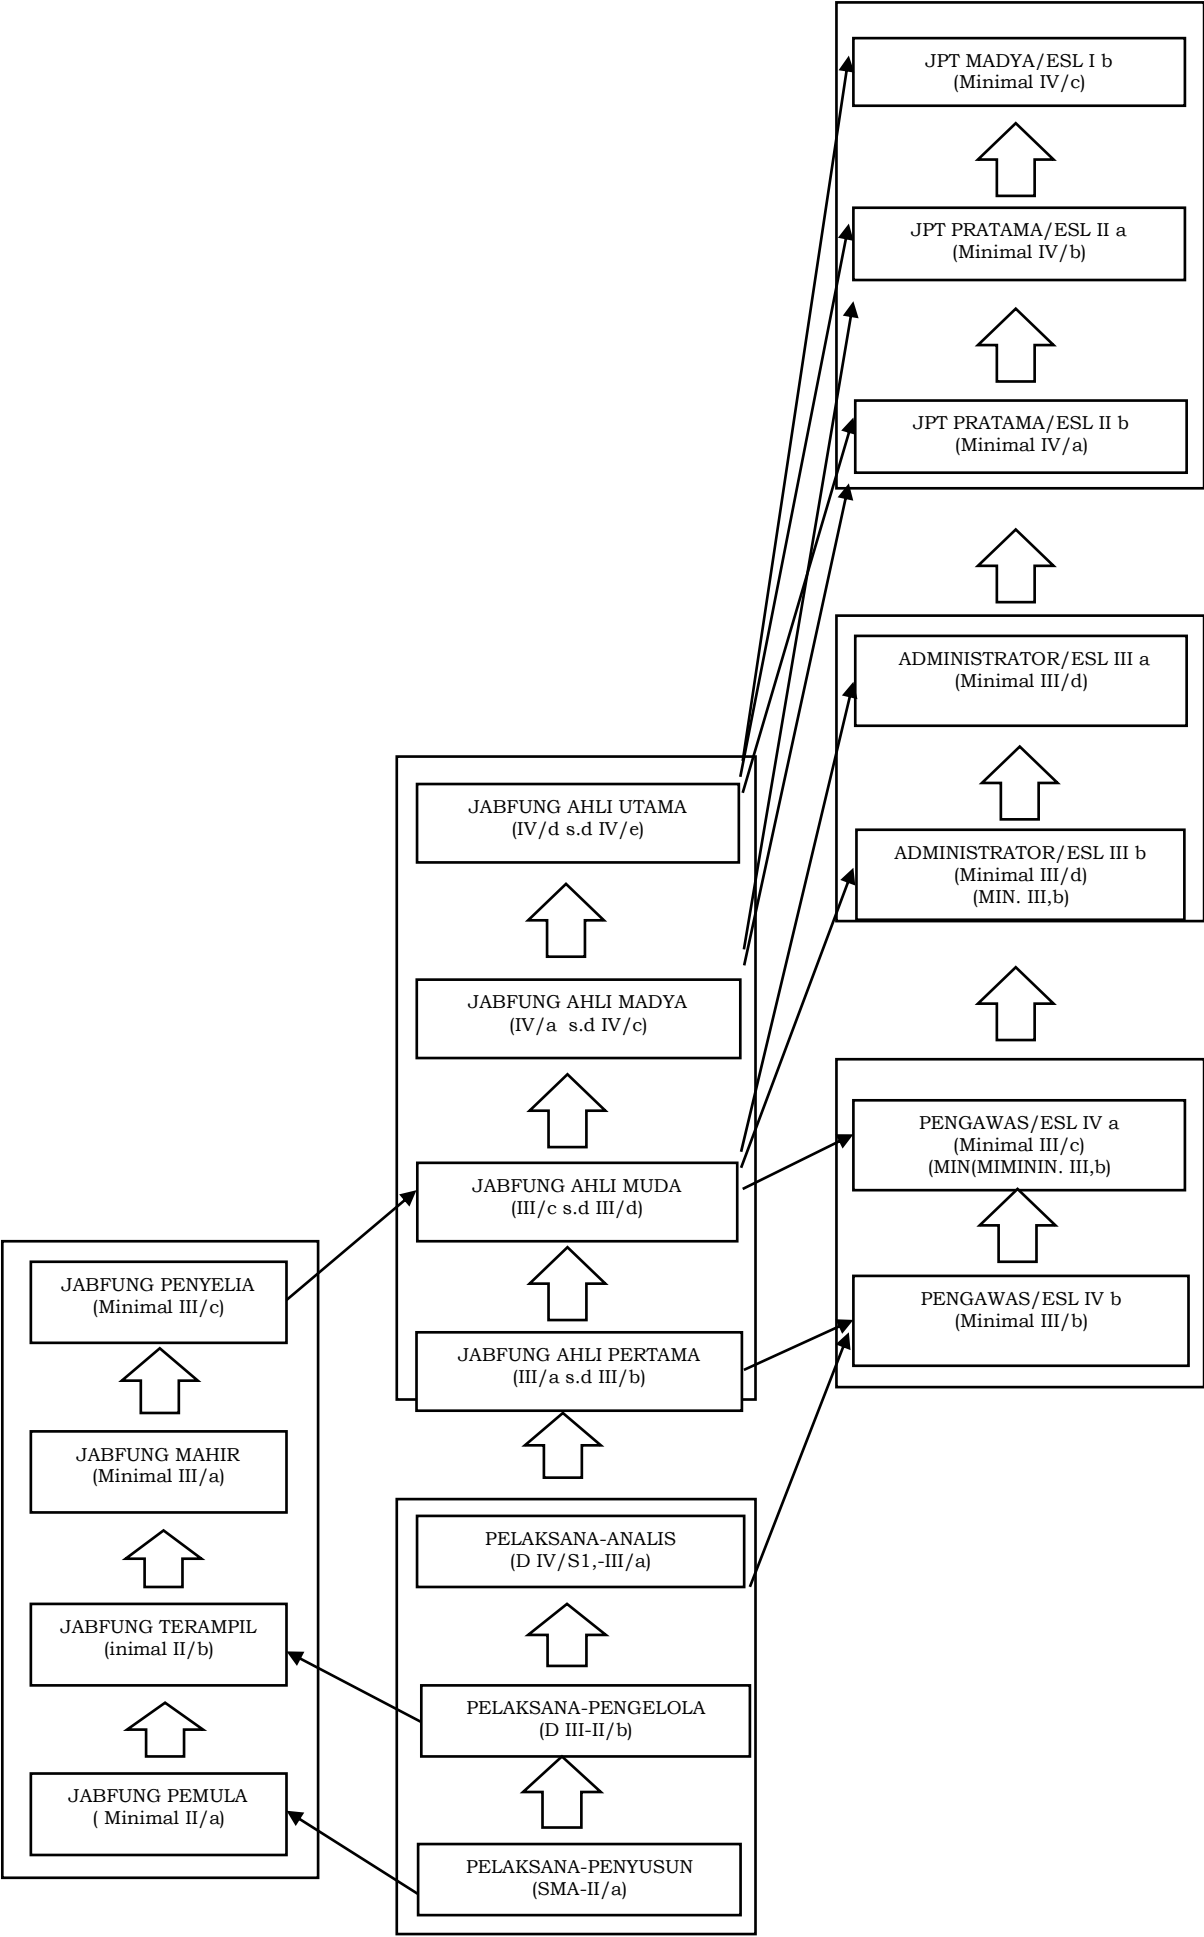 JPT MADYA/ESL I b
(Minimal IV/c)
JPT PRATAMA/ESL II a
(Minimal IV/b)
JPT PRATAMA/ESL II b
(Minimal IV/a)
ADMINISTRATOR/ESL III a
(Minimal III/d)
ADMINISTRATOR/ESL III b
(Minimal III/d)
(MIN. III,b)
PENGAWAS/ESL IV a
(Minimal III/c)
(MIN(MIMININ. III,b)
PENGAWAS/ESL IV b
(Minimal III/b)
JABFUNG AHLI UTAMA
(IV/d s.d IV/e)
JABFUNG AHLI MADYA
(IV/a s.d IV/c)
JABFUNG AHLI MUDA
(III/c s.d III/d)
JABFUNG AHLI PERTAMA
(III/a s.d III/b)
PELAKSANA-ANALIS
(D IV/S1,-III/a)
PELAKSANA-PENGELOLA
(D III-II/b)
PELAKSANA-PENYUSUN
(SMA-II/a)
JABFUNG PENYELIA
(Minimal III/c)
JABFUNG MAHIR
(Minimal III/a)
JABFUNG TERAMPIL
(inimal II/b)
JABFUNG PEMULA
( Minimal II/a)